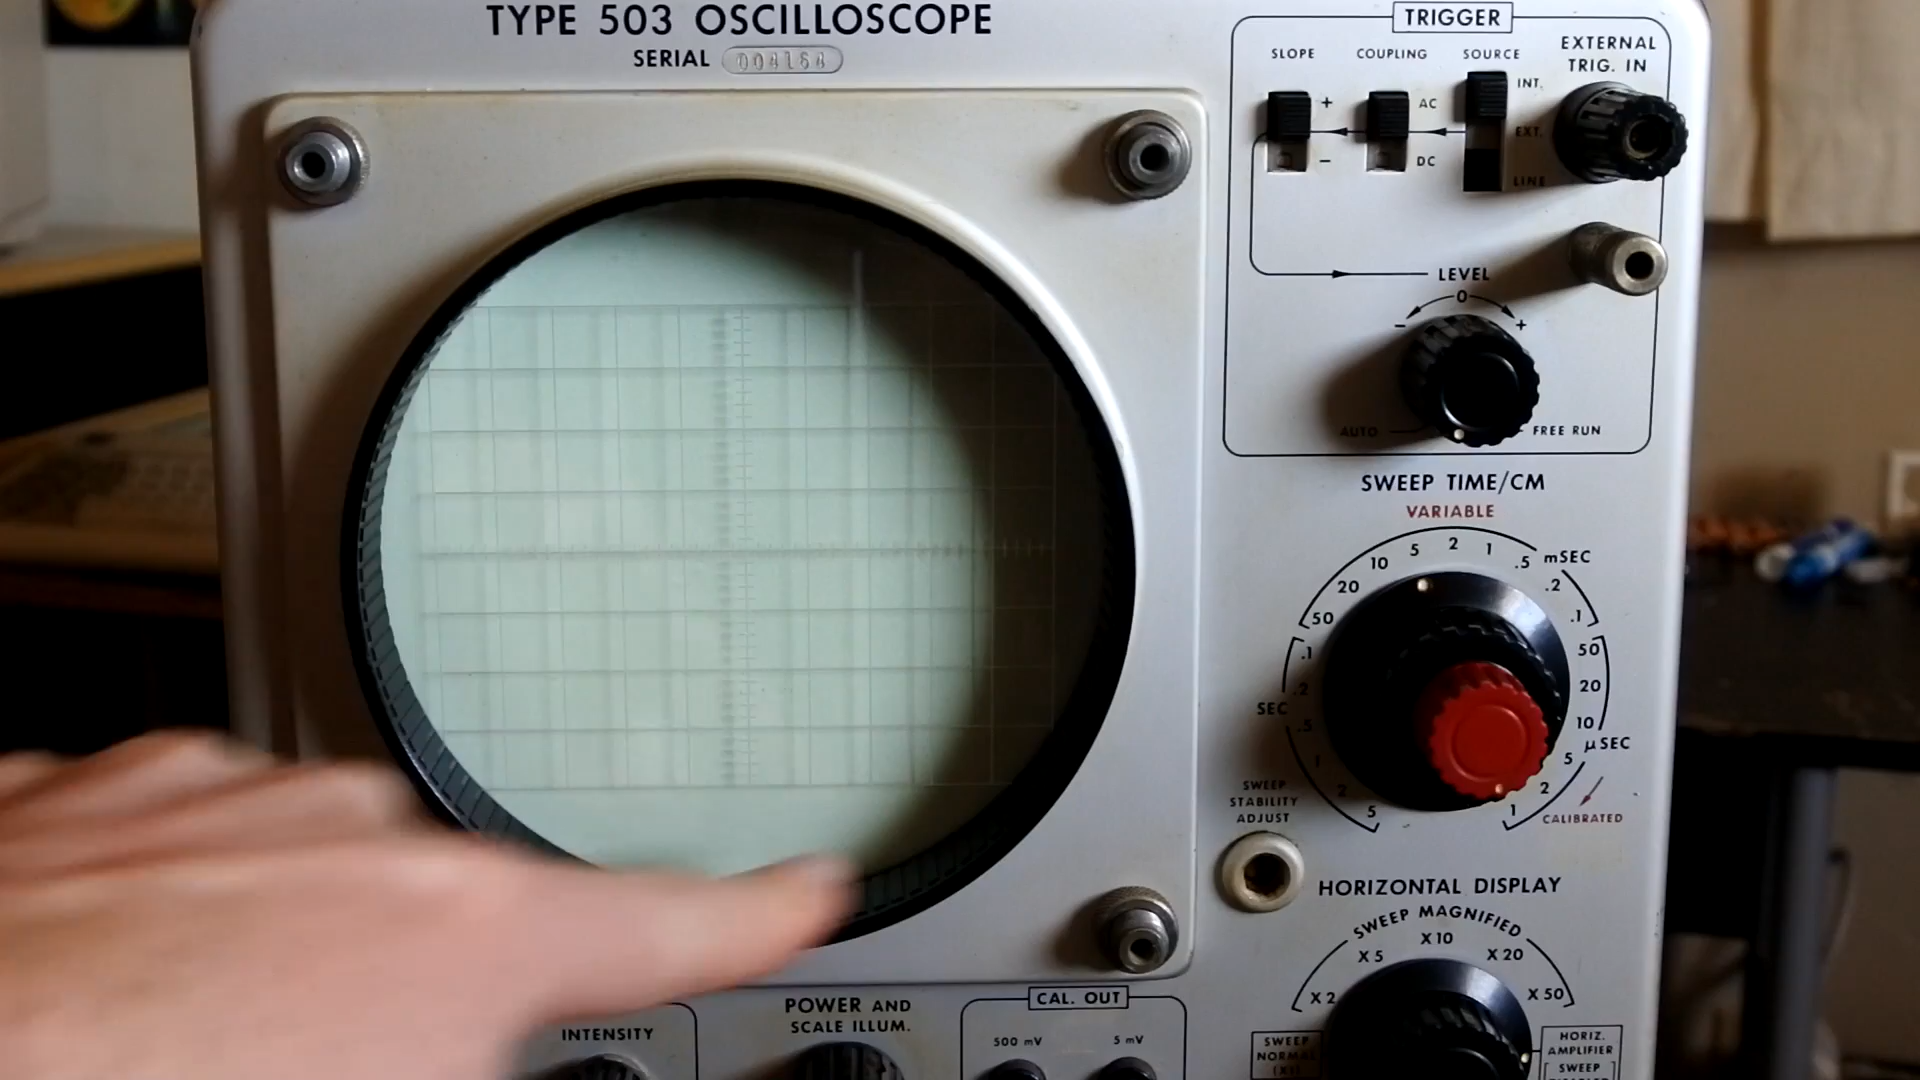 TYPE 503 OSCILLOSCOPE
SERIAL 004164
TRIGGER
SLOPE COUPLING SOURCE
EXTERNAL
TRIG. IN
INT.
+ AC
EXT.
- DC
LINE
LEVEL
0
- +
AUTO FREE RUN
SWEEP TIME/CM
VARIABLE
10 5 2 1 .5 mSEC
20 .2
50 .1
.1 50
.2 20
SEC
.5 10
µSEC
1 5
2 2
5 1
CALIBRATED
SWEEP
STABILITY
ADJUST
HORIZONTAL DISPLAY
SWEEP MAGNIFIED
X 2 X 5 X 10 X 20 X 50
POWER AND
SCALE ILLUM.
INTENSITY
CAL. OUT
500 mV 5 mV
SWEEP
NORMAL
(X1)
HORIZ.
AMPLIFIER
SWEEP